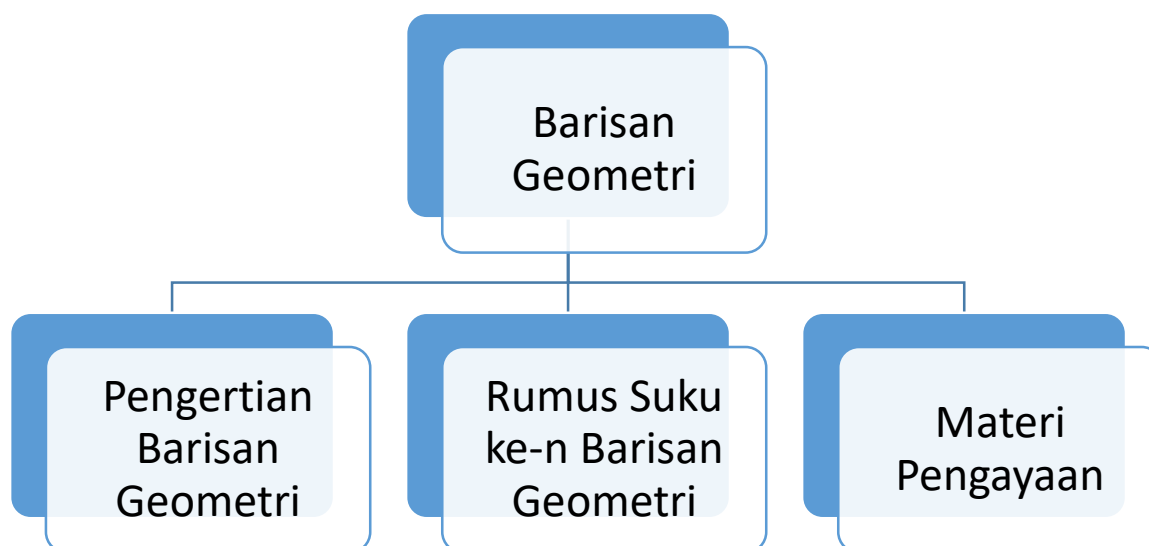 Barisan
Geometri
Pengertian
Barisan
Geometri
Rumus Suku
ke-n Barisan
Geometri
Materi
Pengayaan